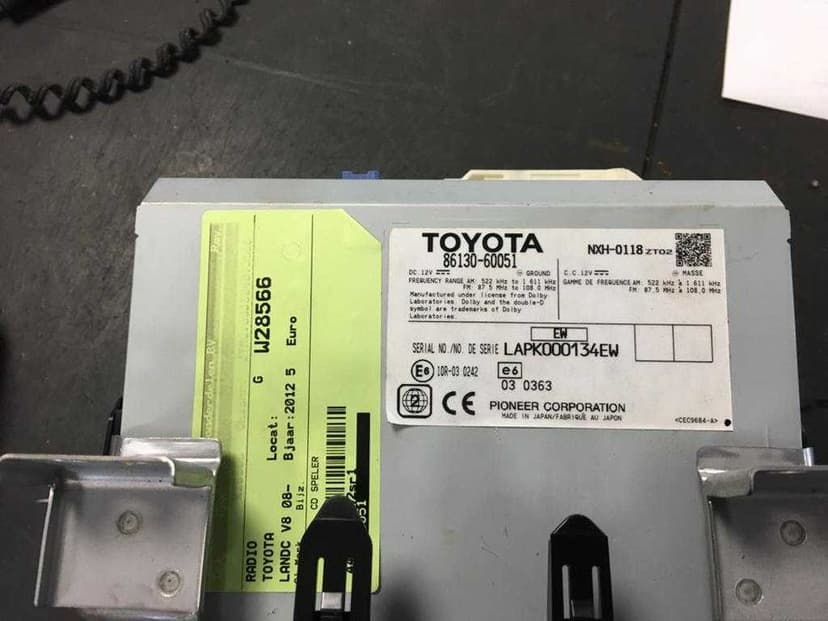 TOYOTA
86130-60051
NXH-0118 ZT02
DC.12V GROUND
FREQUENCY RANGE AM: 522 kHz to 1 611 kHz
FM: 87.5 MHz to 108.0 MHz
Manufactured under license from Dolby
Laboratories. Dolby and the double-D
symbol are trademarks of Dolby
Laboratories.
C.C.12V MASSE
GAMME DE FREQUENCE AM: 522 kHz à 1 611 kHz
FM: 87.5 MHz à 108.0 MHz
EW
SERIAL NO./NO. DE SERIE LAPK000134EW
E6 10R-03 0242
e6
03 0363
2
CE
PIONEER CORPORATION
MADE IN JAPAN/FABRIQUÉ AU JAPON
<CEC9684-A>
RADIO G W28566
TOYOTA Locat:
LANDC V8 08- Bjaar:2012 5 Euro
Bijz.
CD SPELER